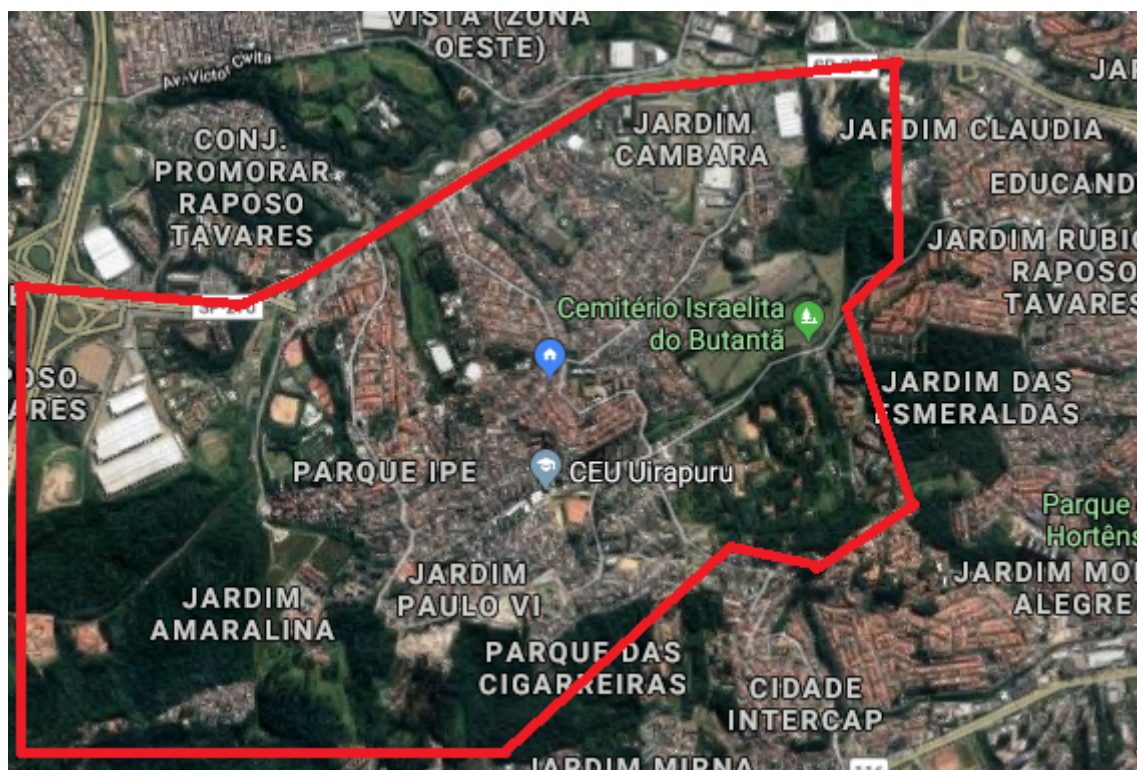 VISTA (ZONA
OESTE)
Av. Victor Civita
JARDIM
CAMBARA
JARDIM CLAUDIA
CONJ.
PROMORAR
RAPOSO
TAVARES
EDUCAND
JARDIM RUBI
RAPOSO
TAVARES
SP 270
Cemitério Israelita
do Butantã
JARDIM DAS
ESMERALDAS
PARQUE IPE
CEU Uirapuru
Parque
Hortêns
JARDIM
PAULO VI
JARDIM
AMARALINA
JARDIM MO
ALEGRE
PARQUE DAS
CIGARREIRAS
CIDADE
INTERCAP
JARDIM MIRNA